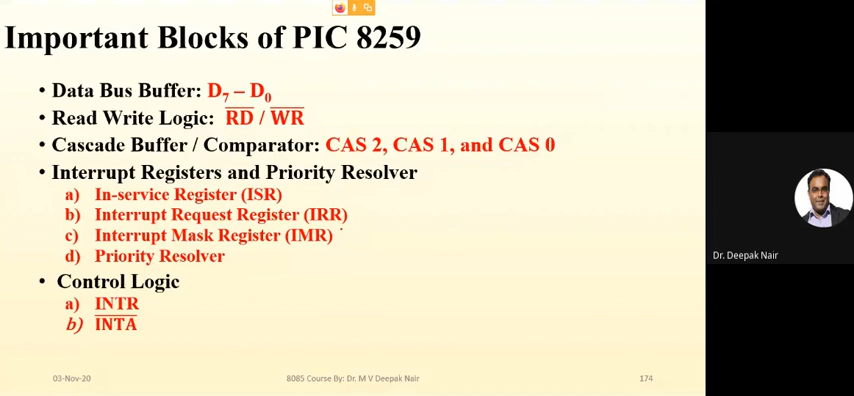 Important Blocks of PIC 8259
• Data Bus Buffer: D₇ – D₀
• Read Write Logic: R̅D̅ / W̅R̅
• Cascade Buffer / Comparator: CAS 2, CAS 1, and CAS 0
• Interrupt Registers and Priority Resolver
a) In-service Register (ISR)
b) Interrupt Request Register (IRR)
c) Interrupt Mask Register (IMR)
d) Priority Resolver
• Control Logic
a) INTR
b) I̅N̅T̅A̅
Dr. Deepak Nair
03-Nov-20
8085 Course By: Dr. M V Deepak Nair
174